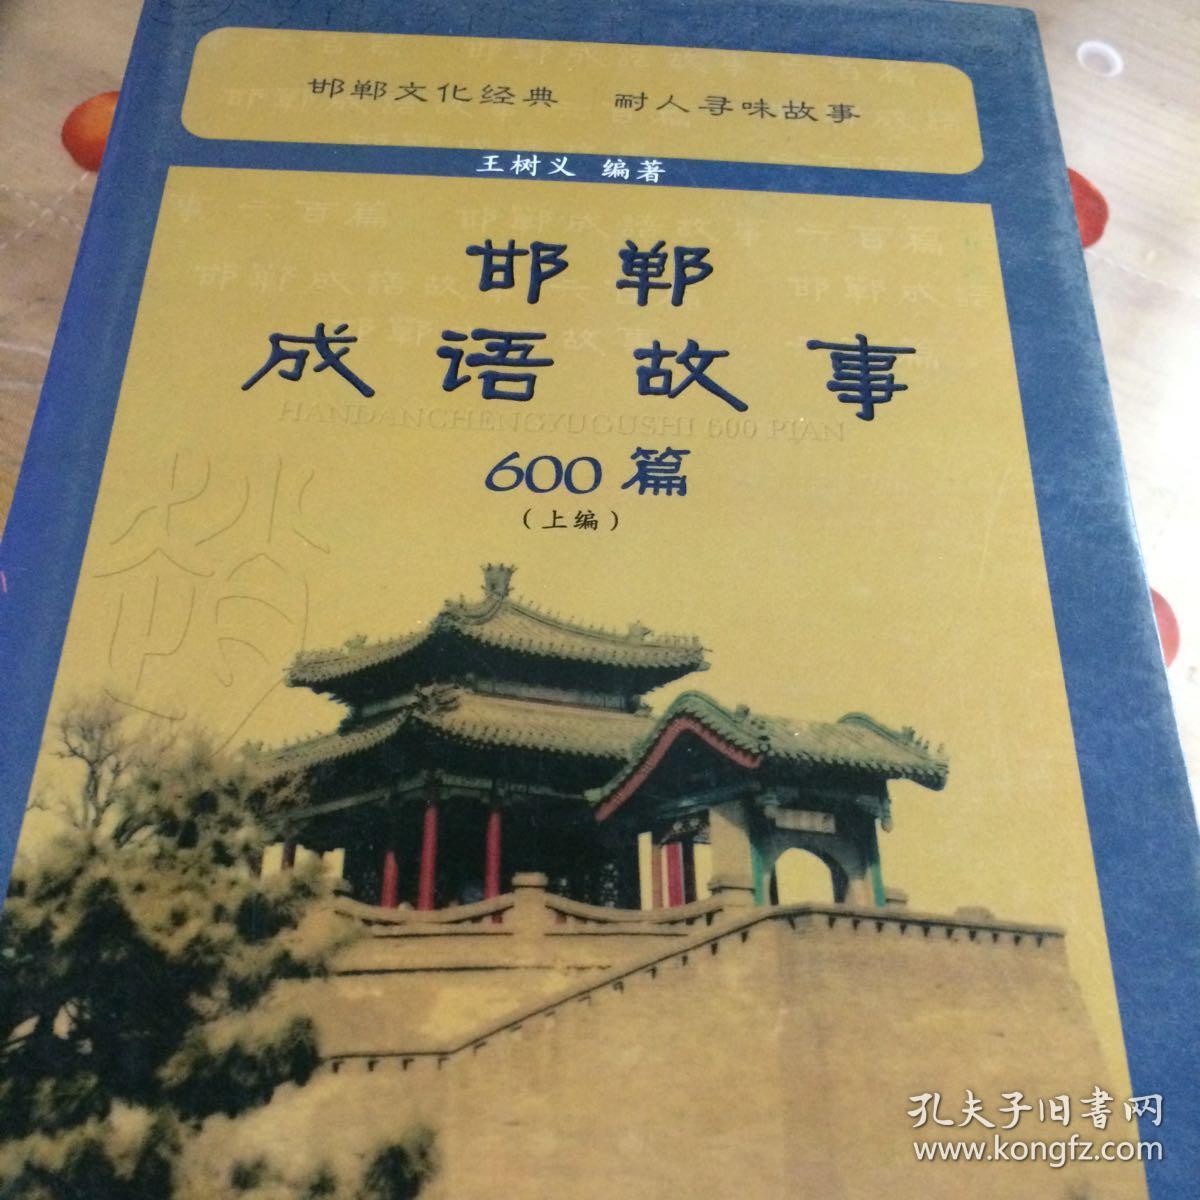 邯郸文化经典 耐人寻味故事
王树义 编著
邯郸
成语故事
HANDANCHENGYUGUSHI 600 PIAN
600篇
（上编）
孔夫子旧書网
www.kongfz.com